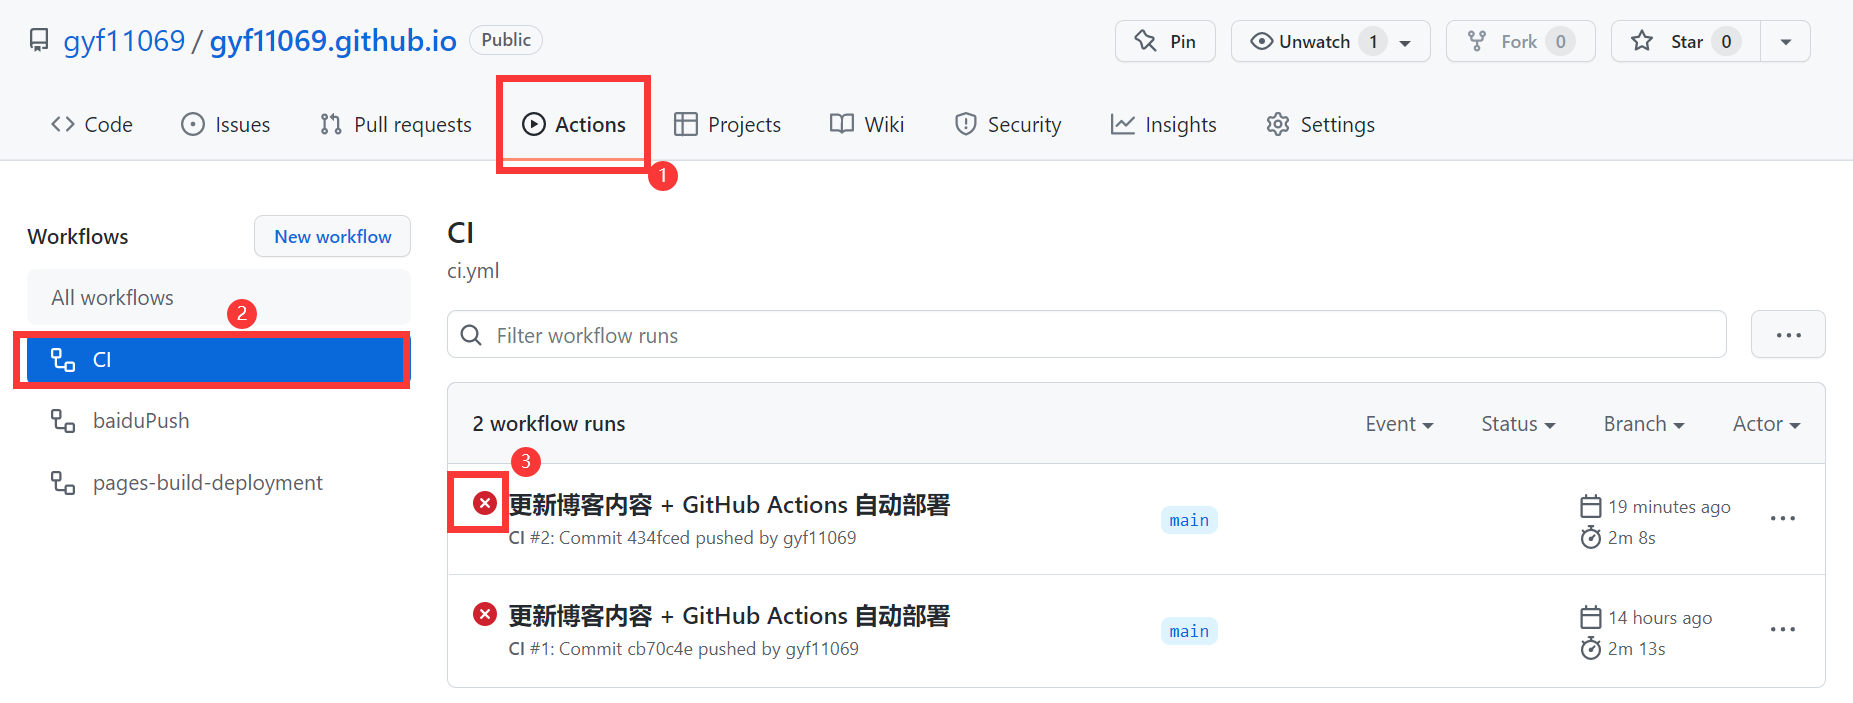 gyf11069 / gyf11069.github.io Public
Pin
Unwatch 1
Fork 0
Star 0
Code Issues Pull requests Actions Projects Wiki Security Insights Settings
1
Workflows
New workflow
All workflows
2
CI
baiduPush
pages-build-deployment
CI
ci.yml
Filter workflow runs
2 workflow runs
Event Status Branch Actor
3
更新博客内容 + GitHub Actions 自动部署
CI #2: Commit 434fced pushed by gyf11069
main
19 minutes ago
2m 8s
更新博客内容 + GitHub Actions 自动部署
CI #1: Commit cb70c4e pushed by gyf11069
main
14 hours ago
2m 13s